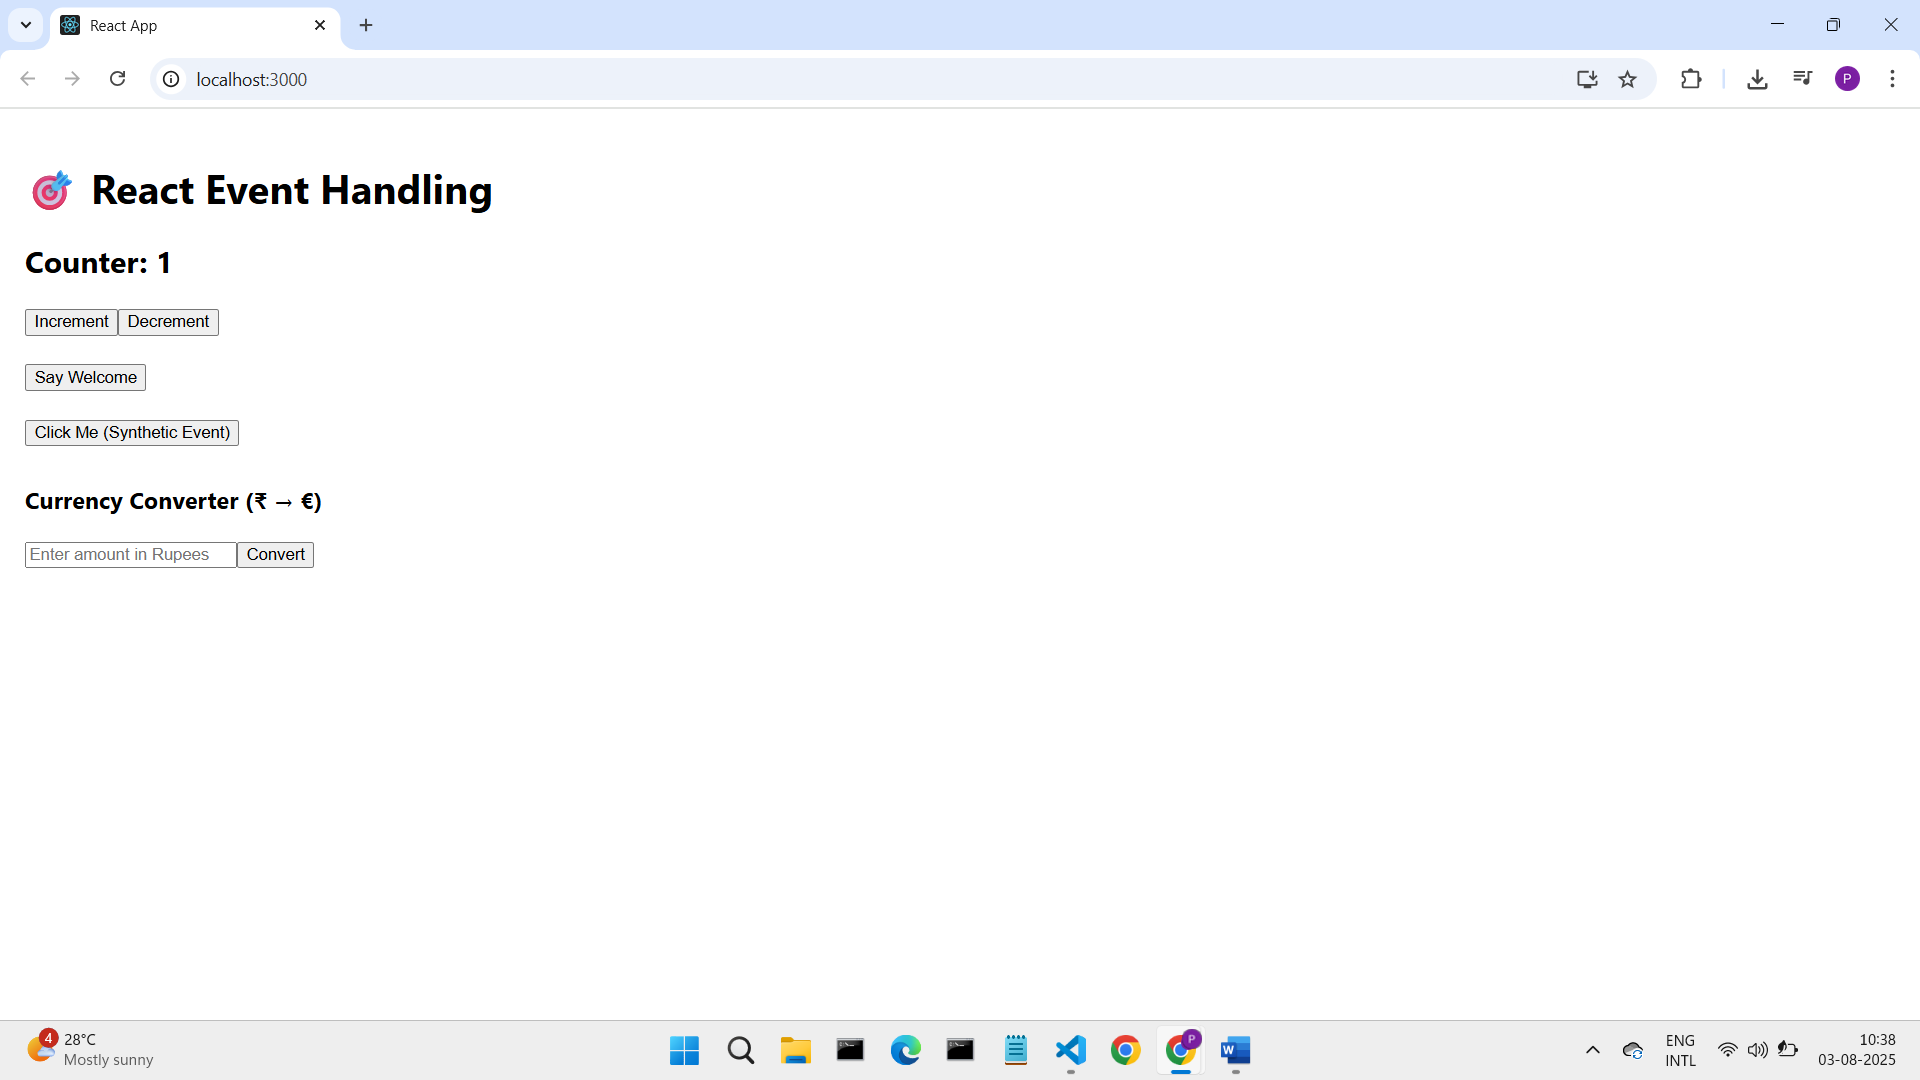 React App
localhost:3000
P
🎯 React Event Handling
Counter: 1
Increment Decrement
Say Welcome
Click Me (Synthetic Event)
Currency Converter (₹ → €)
Enter amount in Rupees Convert
4
28°C
Mostly sunny
P
W
ENG
INTL
10:38
03-08-2025